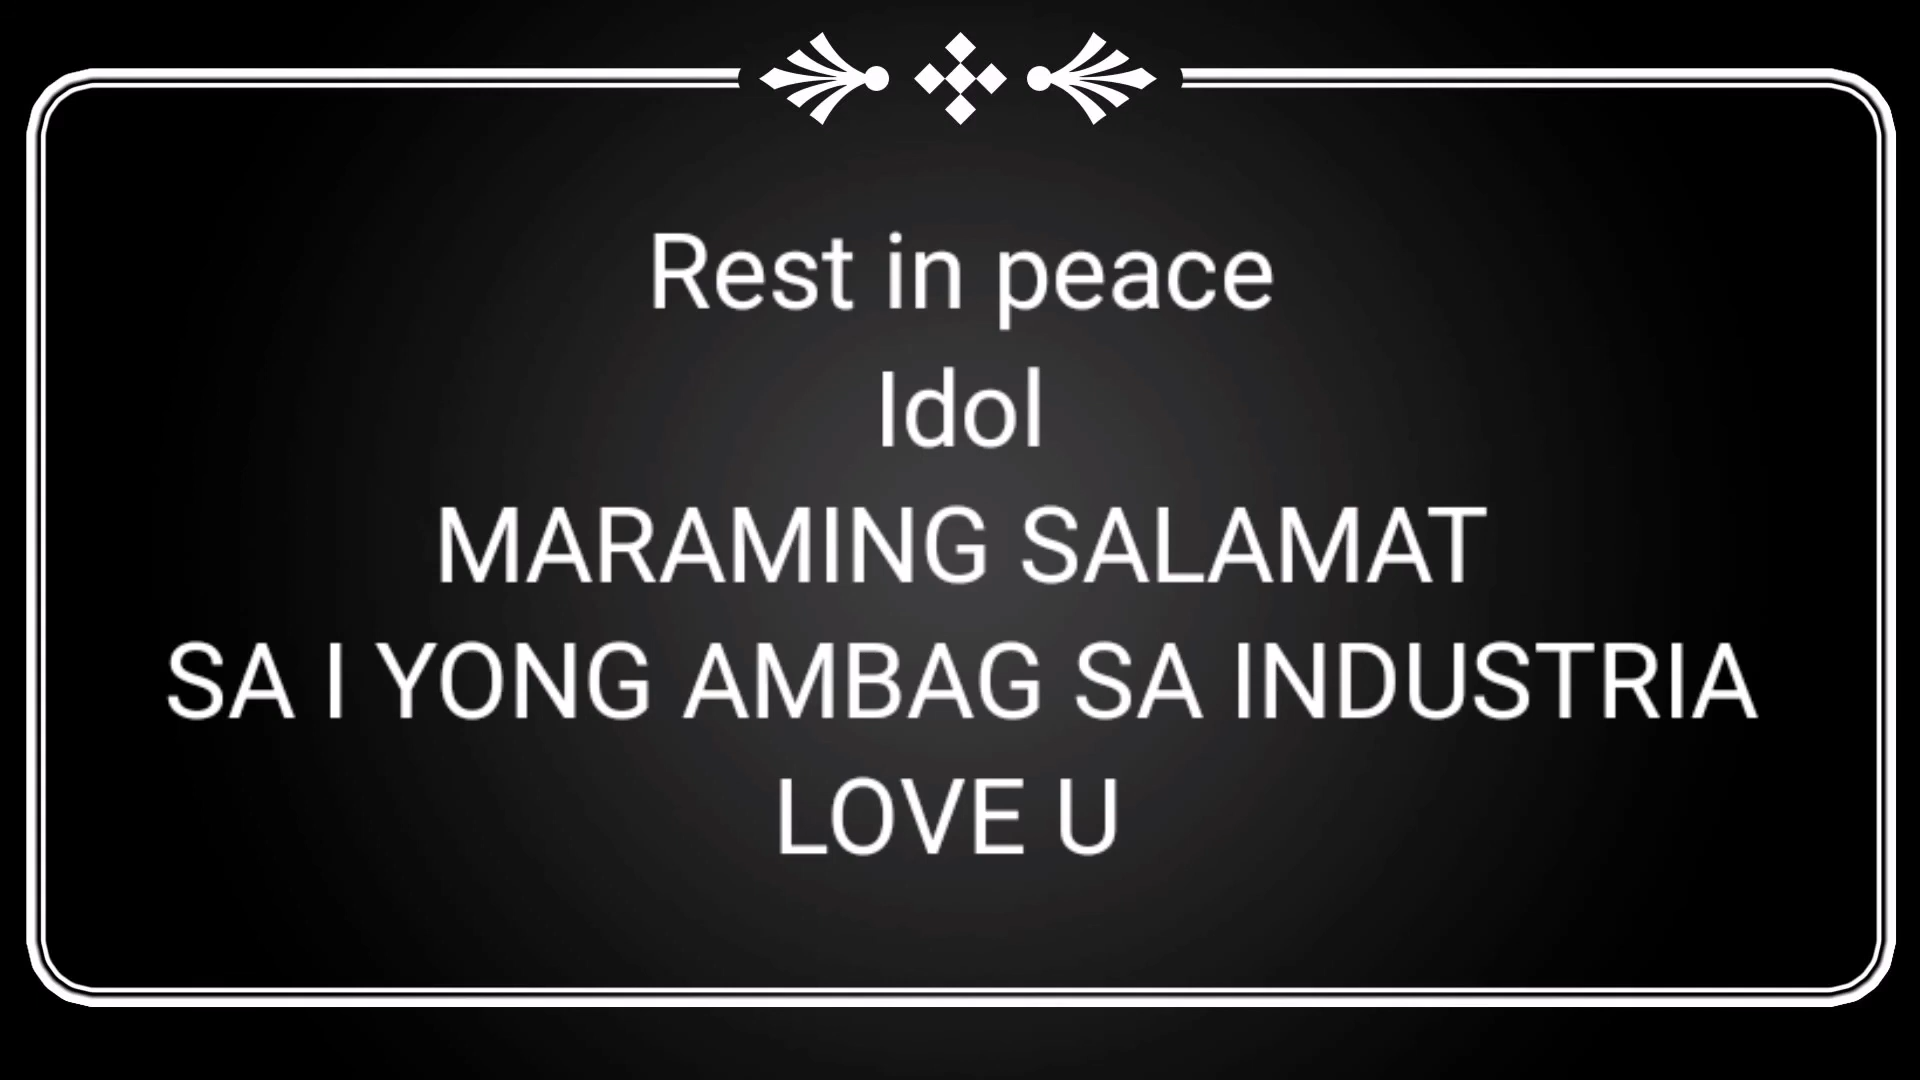 Rest in peace
Idol
MARAMING SALAMAT
SA I YONG AMBAG SA INDUSTRIA
LOVE U